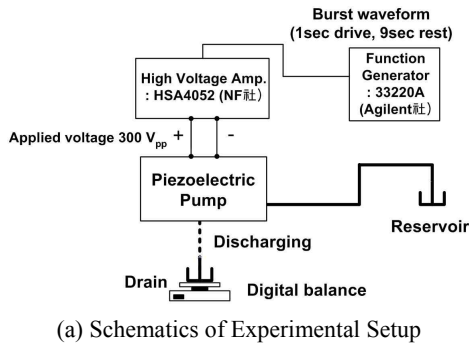 Burst waveform
(1sec drive, 9sec rest)
High Voltage Amp.
: HSA4052 (NF社)
Function
Generator
: 33220A
(Agilent社)
Applied voltage 300 Vpp
+
-
Piezoelectric
Pump
Reservoir
Discharging
Drain
Digital balance
(a) Schematics of Experimental Setup